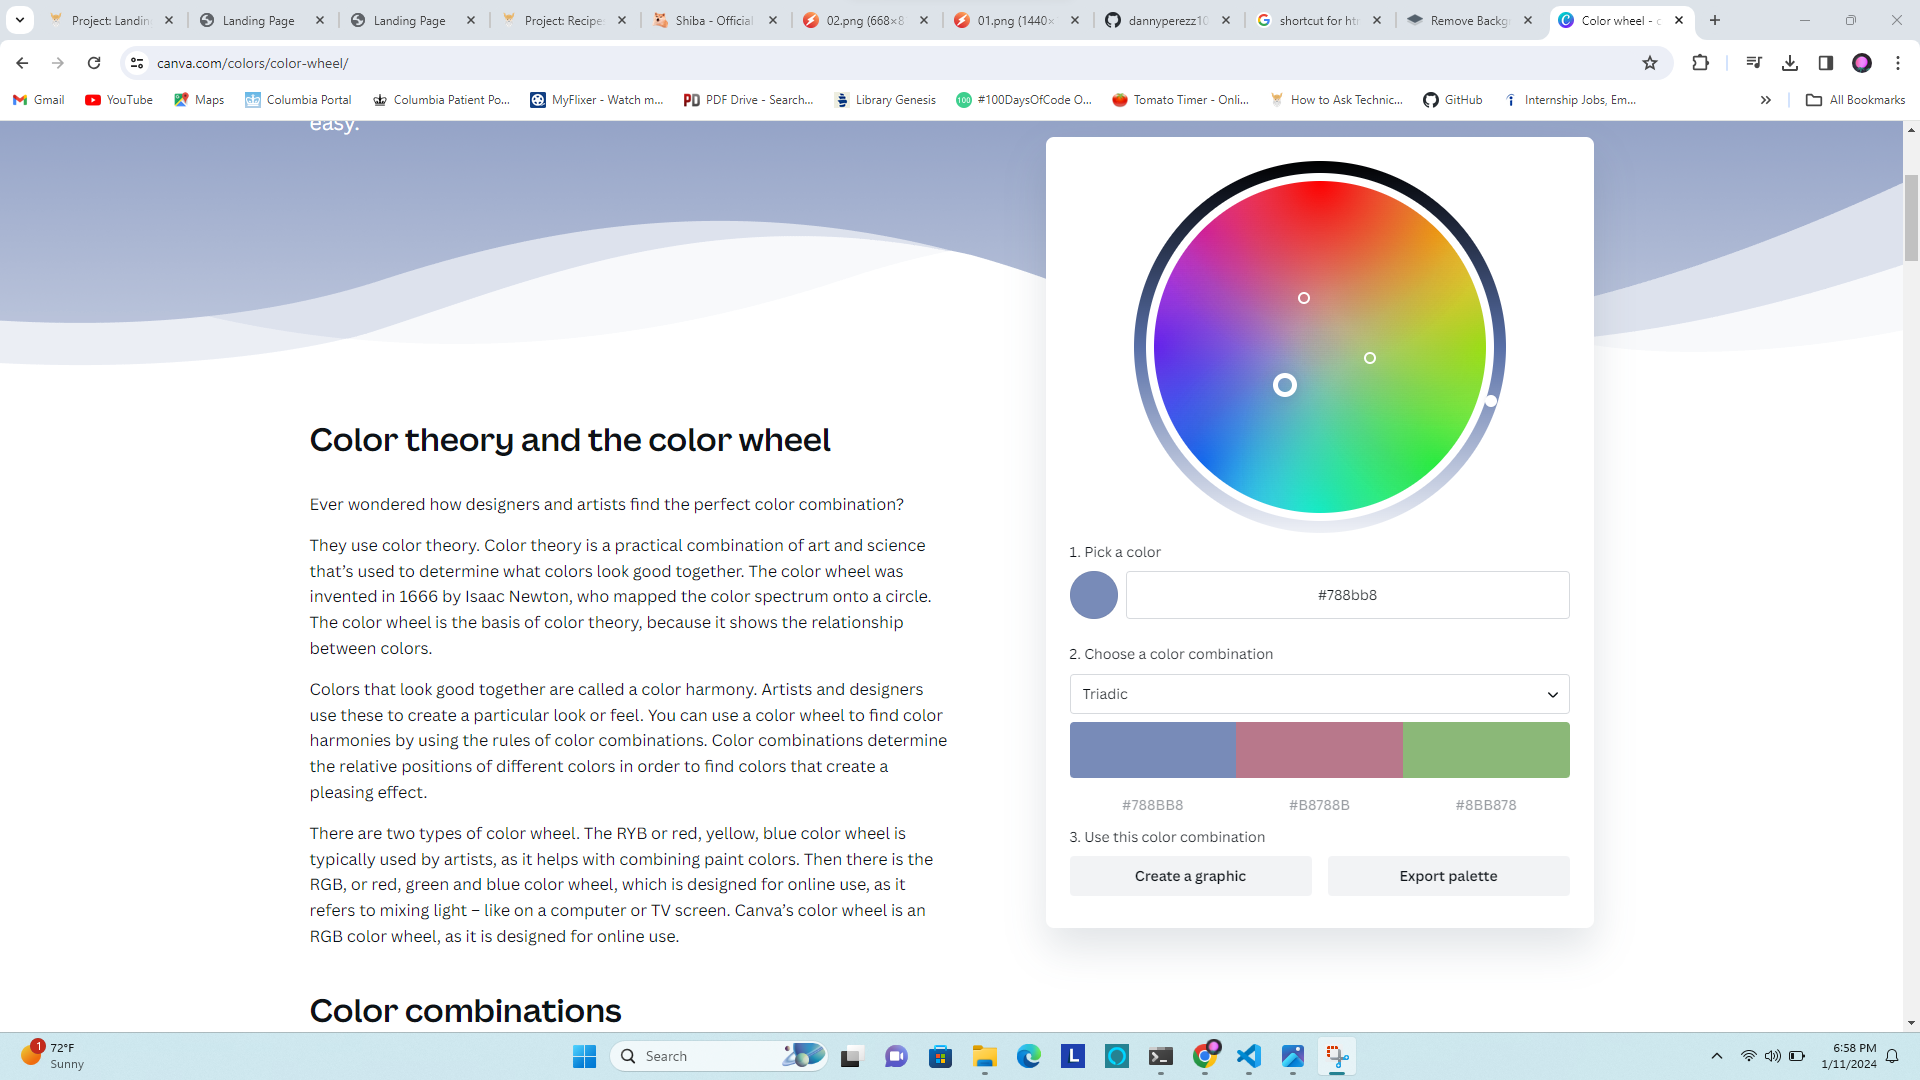 Project: Landin
Landing Page
Landing Page
Project: Recipe
Shiba - Official
02.png (668×8
01.png (1440×
dannyperezz10
shortcut for ht
Remove Backg
Color wheel - c
canva.com/colors/color-wheel/
Gmail
YouTube
Maps
Columbia Portal
Columbia Patient Po...
MyFlixer - Watch m...
PDF Drive - Search...
Library Genesis
#100DaysOfCode O...
Tomato Timer - Onli...
How to Ask Technic...
GitHub
Internship Jobs, Em...
All Bookmarks
easy.
Color theory and the color wheel
Ever wondered how designers and artists find the perfect color combination?
They use color theory. Color theory is a practical combination of art and science
that’s used to determine what colors look good together. The color wheel was
invented in 1666 by Isaac Newton, who mapped the color spectrum onto a circle.
The color wheel is the basis of color theory, because it shows the relationship
between colors.
Colors that look good together are called a color harmony. Artists and designers
use these to create a particular look or feel. You can use a color wheel to find color
harmonies by using the rules of color combinations. Color combinations determine
the relative positions of different colors in order to find colors that create a
pleasing effect.
There are two types of color wheel. The RYB or red, yellow, blue color wheel is
typically used by artists, as it helps with combining paint colors. Then there is the
RGB, or red, green and blue color wheel, which is designed for online use, as it
refers to mixing light – like on a computer or TV screen. Canva’s color wheel is an
RGB color wheel, as it is designed for online use.
Color combinations
1. Pick a color
#788bb8
2. Choose a color combination
Triadic
#788BB8
#B8788B
#8BB878
3. Use this color combination
Create a graphic
Export palette
1
72°F
Sunny
Search
L
6:58 PM
1/11/2024